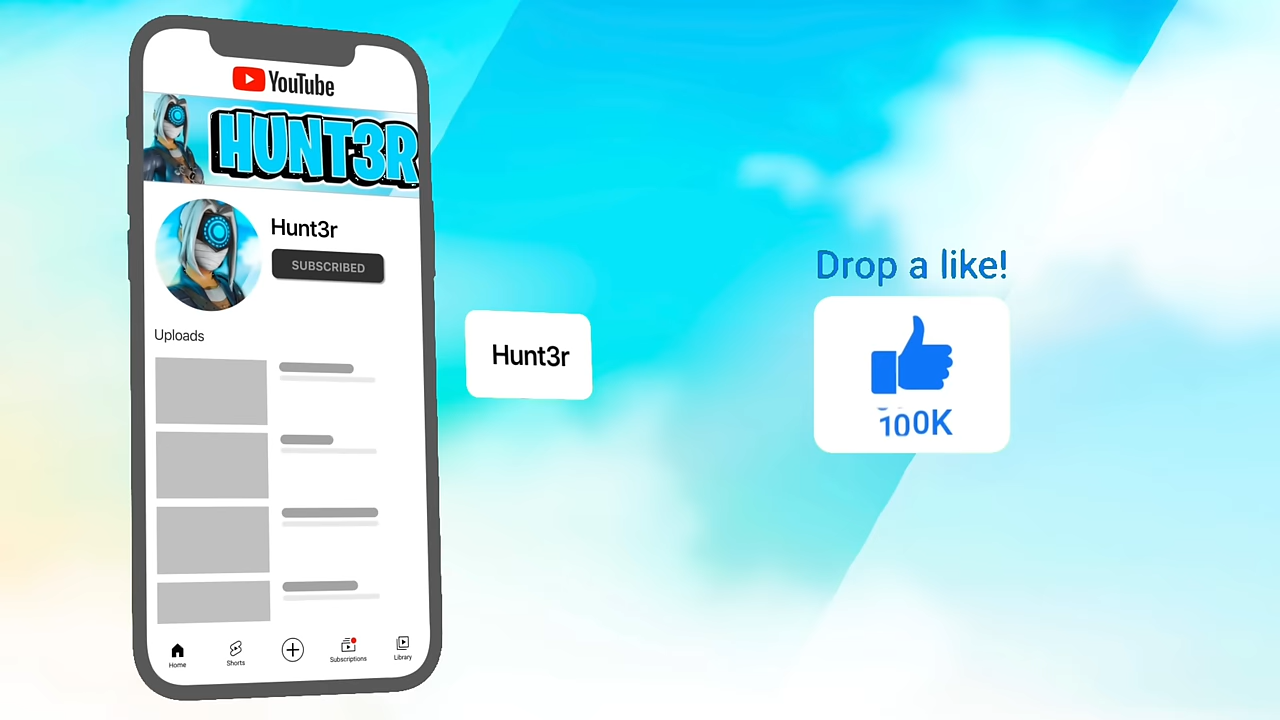 YouTube
HUNT3R
Hunt3r
SUBSCRIBED
Uploads
Home
Shorts
Subscriptions
Library
Hunt3r
Drop a like!
100K